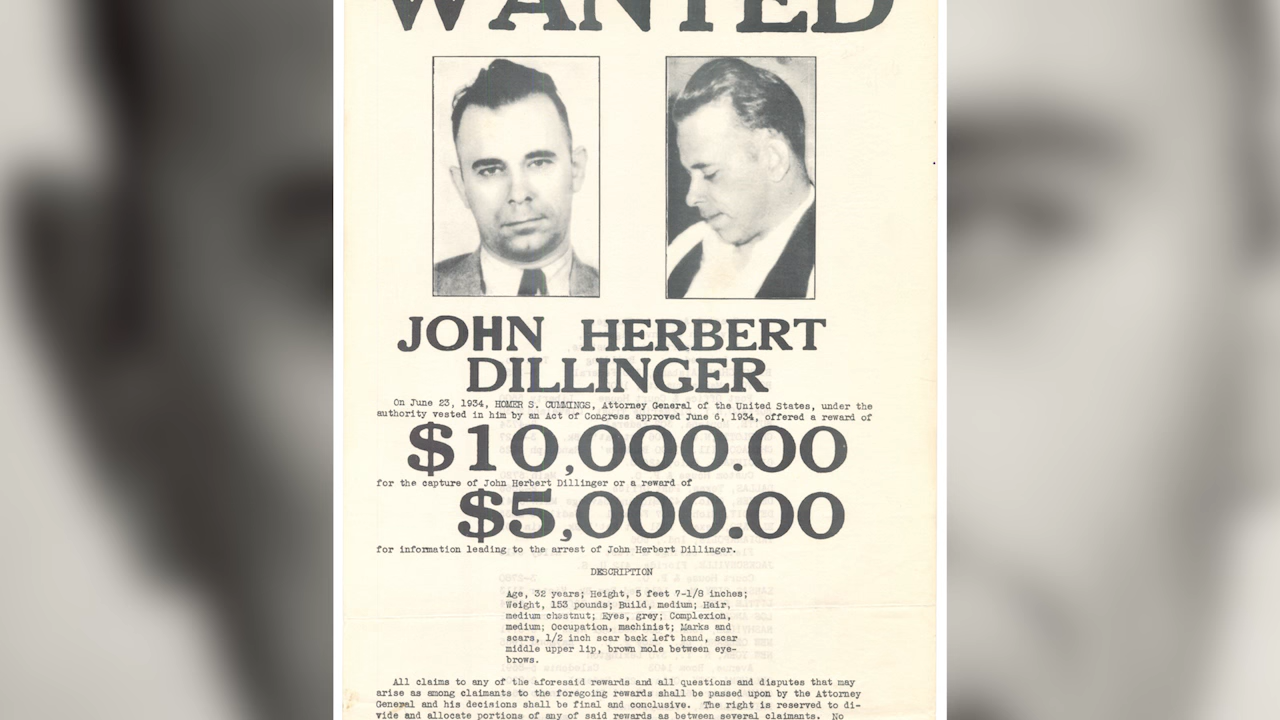 WANTED
JOHN HERBERT
DILLINGER
On June 23, 1934, HOMER S. CUMMINGS, Attorney General of the United States, under the
authority vested in him by an Act of Congress approved June 6, 1934, offered a reward of
$10,000.00
for the capture of John Herbert Dillinger or a reward of
$5,000.00
for information leading to the arrest of John Herbert Dillinger.
DESCRIPTION
Age, 32 years; Height, 5 feet 7-1/8 inches;
Weight, 153 pounds; Build, medium; Hair,
medium chestnut; Eyes, grey; Complexion,
medium; Occupation, machinist; Marks and
scars, 1/2 inch scar back left hand, scar
middle upper lip, brown mole between eye-
brows.
All claims to any of the aforesaid rewards and all questions and disputes that may
arise as among claimants to the foregoing rewards shall be passed upon by the Attorney
General and his decisions shall be final and conclusive. The right is reserved to di-
vide and allocate portions of any of said rewards as between several claimants. No